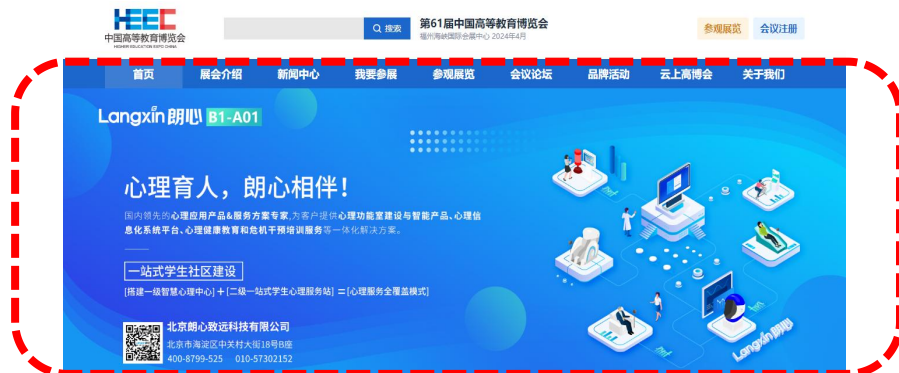 HEEC
中国高等教育博览会
HIGHER EDUCATION EXPO CHINA
搜索
第61届中国高等教育博览会
福州海峡国际会展中心 2024年4月
参观展览
会议注册
首页 展会介绍 新闻中心 我要参展 参观展览 会议论坛 品牌活动 云上高博会 关于我们
Langxin 朗心 B1-A01
心理育人，朗心相伴！
国内领先的心理应用产品&服务方案专家,为客户提供心理功能室建设与智能产品、心理信
息化系统平台、心理健康教育和危机干预培训服务等一体化解决方案。
一站式学生社区建设
[搭建一级智慧心理中心]＋[二级一站式学生心理服务站] ＝[心理服务全覆盖模式]
北京朗心致远科技有限公司
北京市海淀区中关村大街18号B座
400-8799-525 010-57302152
Langxin 朗心